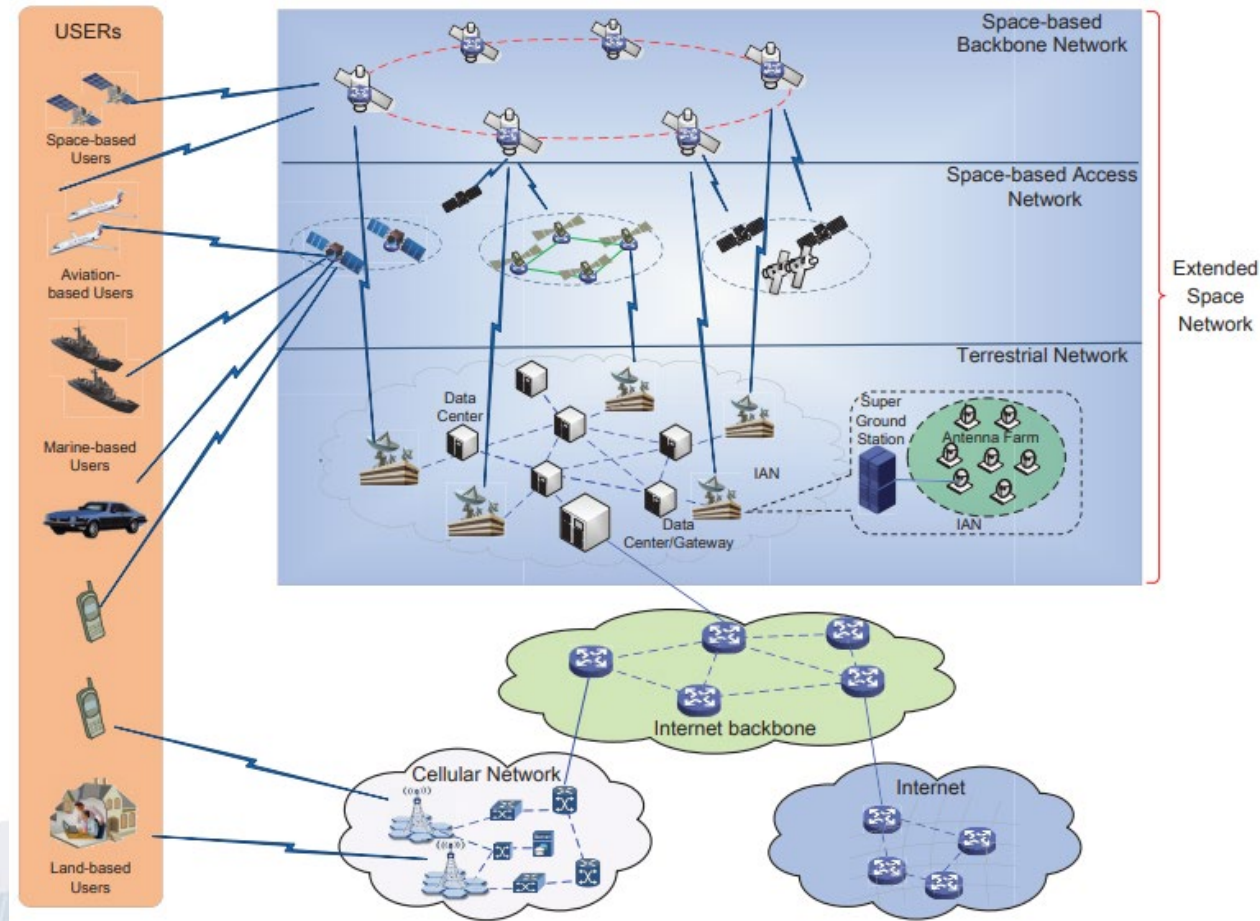 USERs
Space-based
Users
Aviation-
based Users
Marine-based
Users
Land-based
Users
Space-based
Backbone Network
Space-based Access
Network
Terrestrial Network
Data
Center
IAN
Data
Center/Gateway
Super
Ground
Station
Antenna Farm
IAN
Extended
Space
Network
Internet backbone
Cellular Network
Internet